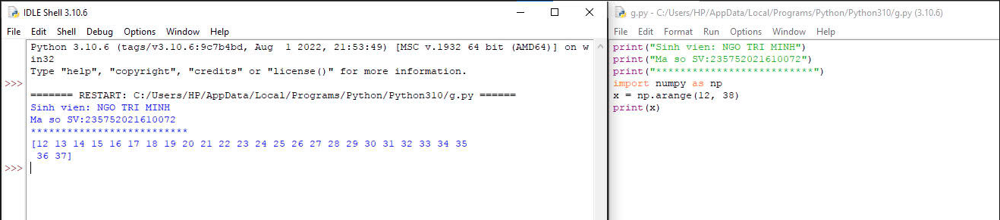 IDLE Shell 3.10.6
File Edit Shell Debug Options Window Help
Python 3.10.6 (tags/v3.10.6:9c7b4bd, Aug  1 2022, 21:53:49) [MSC v.1932 64 bit (AMD64)] on w
in32
Type "help", "copyright", "credits" or "license()" for more information.
>>>
======= RESTART: C:/Users/HP/AppData/Local/Programs/Python/Python310/g.py ======
Sinh vien: NGO TRI MINH
Ma so SV:235752021610072
**************************
[12 13 14 15 16 17 18 19 20 21 22 23 24 25 26 27 28 29 30 31 32 33 34 35
 36 37]
>>>
g.py - C:/Users/HP/AppData/Local/Programs/Python/Python310/g.py (3.10.6)
File Edit Format Run Options Window Help
print("Sinh vien: NGO TRI MINH")
print("Ma so SV:235752021610072")
print("**************************")
import numpy as np
x = np.arange(12, 38)
print(x)